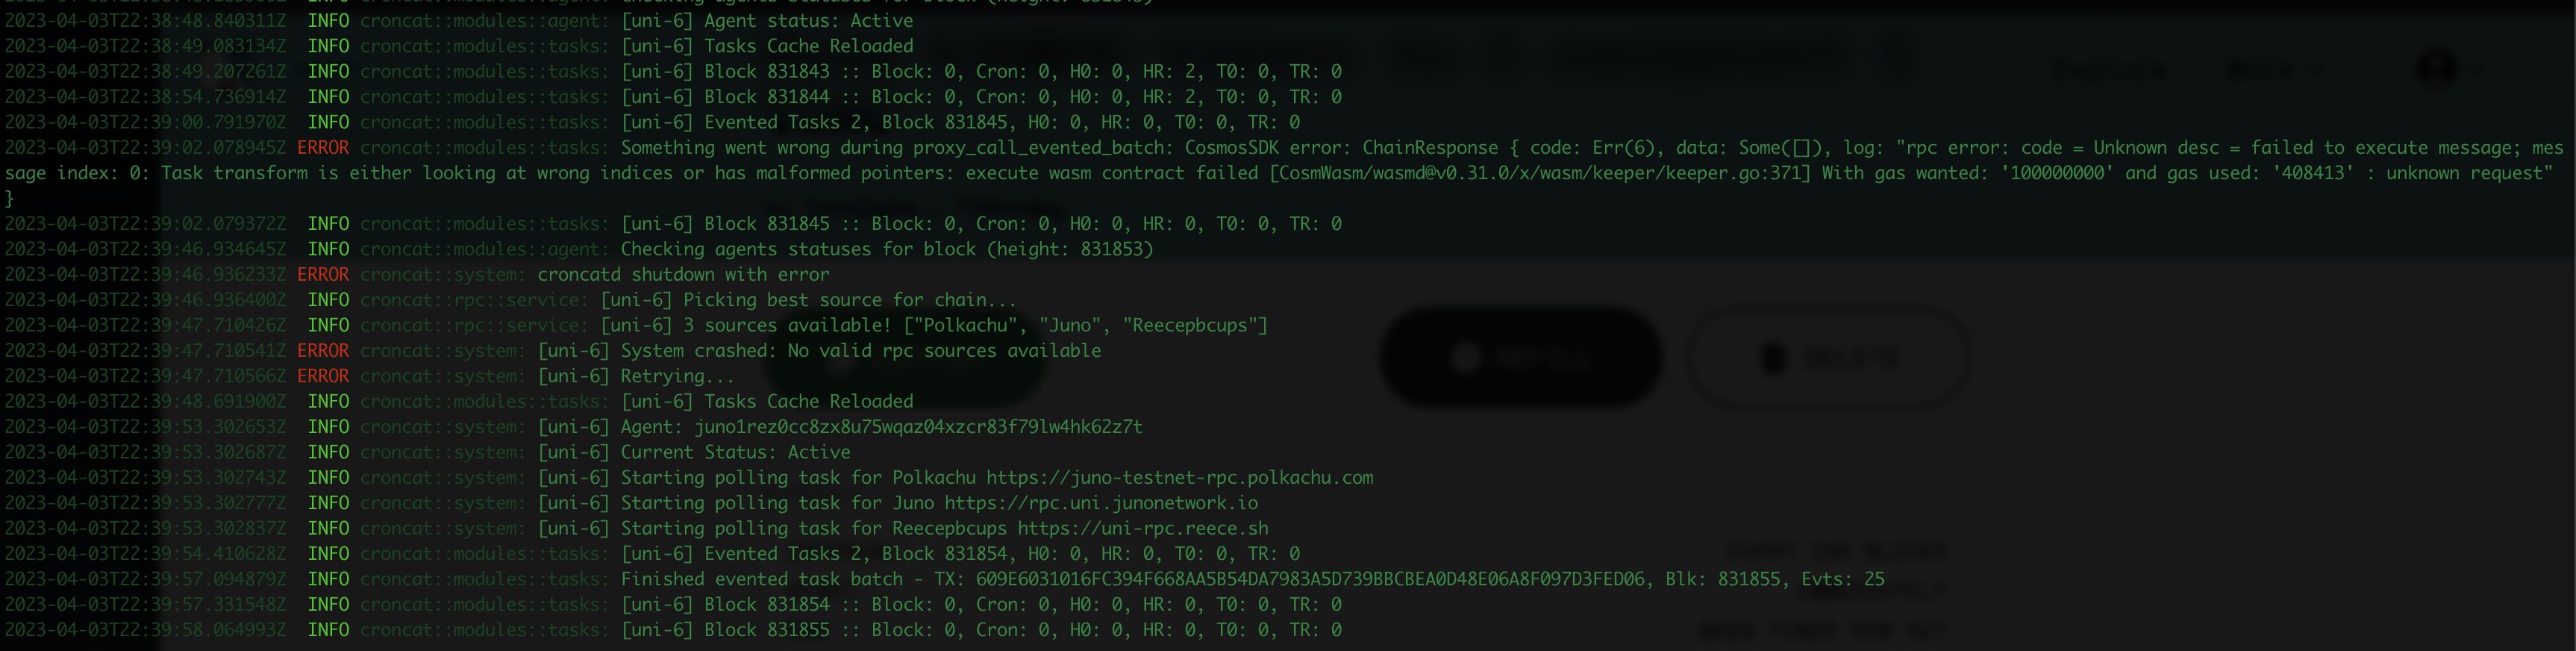 2023-04-03T22:38:48.840311Z INFO croncat::modules::agent: [uni-6] Agent status: Active
2023-04-03T22:38:49.083134Z INFO croncat::modules::tasks: [uni-6] Tasks Cache Reloaded
2023-04-03T22:38:49.207261Z INFO croncat::modules::tasks: [uni-6] Block 831843 :: Block: 0, Cron: 0, H0: 0, HR: 2, T0: 0, TR: 0
2023-04-03T22:38:54.736914Z INFO croncat::modules::tasks: [uni-6] Block 831844 :: Block: 0, Cron: 0, H0: 0, HR: 2, T0: 0, TR: 0
2023-04-03T22:39:00.791970Z INFO croncat::modules::tasks: [uni-6] Evented Tasks 2, Block 831845, H0: 0, HR: 0, T0: 0, TR: 0
2023-04-03T22:39:02.078945Z ERROR croncat::modules::tasks: Something went wrong during proxy_call_evented_batch: CosmosSDK error: ChainResponse { code: Err(6), data: Some([]), log: "rpc error: code = Unknown desc = failed to execute message; mes
sage index: 0: Task transform is either looking at wrong indices or has malformed pointers: execute wasm contract failed [CosmWasm/wasmd@v0.31.0/x/wasm/keeper/keeper.go:371] With gas wanted: '100000000' and gas used: '408413' : unknown request"
}
2023-04-03T22:39:02.079372Z INFO croncat::modules::tasks: [uni-6] Block 831845 :: Block: 0, Cron: 0, H0: 0, HR: 0, T0: 0, TR: 0
2023-04-03T22:39:46.934645Z INFO croncat::modules::agent: Checking agents statuses for block (height: 831853)
2023-04-03T22:39:46.936233Z ERROR croncat::system: croncatd shutdown with error
2023-04-03T22:39:46.936400Z INFO croncat::rpc::service: [uni-6] Picking best source for chain...
2023-04-03T22:39:47.710426Z INFO croncat::rpc::service: [uni-6] 3 sources available! ["Polkachu", "Juno", "Reecepbcups"]
2023-04-03T22:39:47.710541Z ERROR croncat::system: [uni-6] System crashed: No valid rpc sources available
2023-04-03T22:39:47.710566Z ERROR croncat::system: [uni-6] Retrying...
2023-04-03T22:39:48.691900Z INFO croncat::modules::tasks: [uni-6] Tasks Cache Reloaded
2023-04-03T22:39:53.302653Z INFO croncat::system: [uni-6] Agent: juno1rez0cc8zx8u75wqaz04xzcr83f79lw4hk62z7t
2023-04-03T22:39:53.302687Z INFO croncat::system: [uni-6] Current Status: Active
2023-04-03T22:39:53.302743Z INFO croncat::system: [uni-6] Starting polling task for Polkachu https://juno-testnet-rpc.polkachu.com
2023-04-03T22:39:53.302777Z INFO croncat::system: [uni-6] Starting polling task for Juno https://rpc.uni.junonetwork.io
2023-04-03T22:39:53.302837Z INFO croncat::system: [uni-6] Starting polling task for Reecepbcups https://uni-rpc.reece.sh
2023-04-03T22:39:54.410628Z INFO croncat::modules::tasks: [uni-6] Evented Tasks 2, Block 831854, H0: 0, HR: 0, T0: 0, TR: 0
2023-04-03T22:39:57.094879Z INFO croncat::modules::tasks: Finished evented task batch - TX: 609E6031016FC394F668AA5B54DA7983A5D739BBCBEA0D48E06A8F097D3FED06, Blk: 831855, Evts: 25
2023-04-03T22:39:57.331548Z INFO croncat::modules::tasks: [uni-6] Block 831854 :: Block: 0, Cron: 0, H0: 0, HR: 0, T0: 0, TR: 0
2023-04-03T22:39:58.064993Z INFO croncat::modules::tasks: [uni-6] Block 831855 :: Block: 0, Cron: 0, H0: 0, HR: 0, T0: 0, TR: 0
Explore
More
REFILL
DELETE